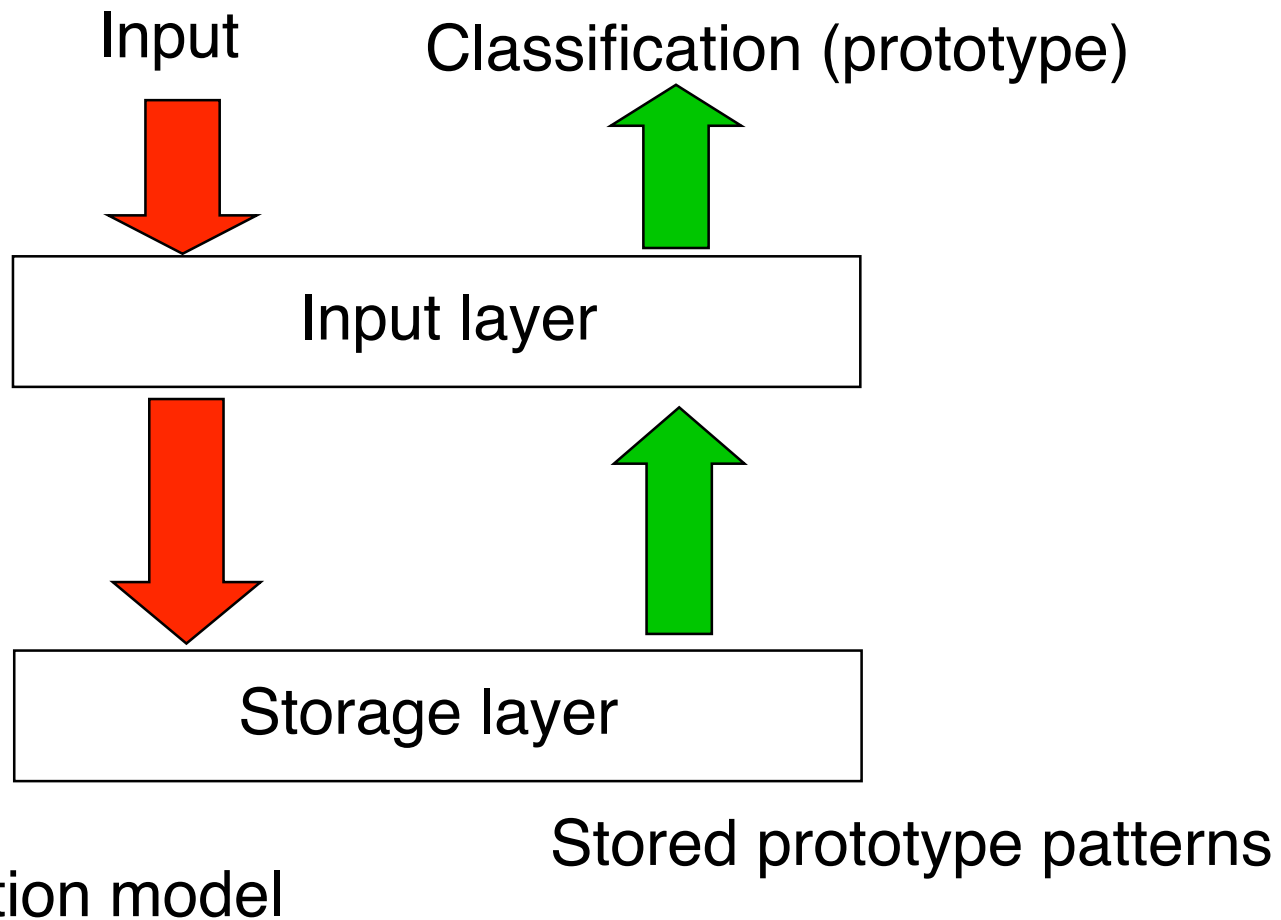 Input
Classification (prototype)
Input layer
Storage layer
Stored prototype patterns
tion model